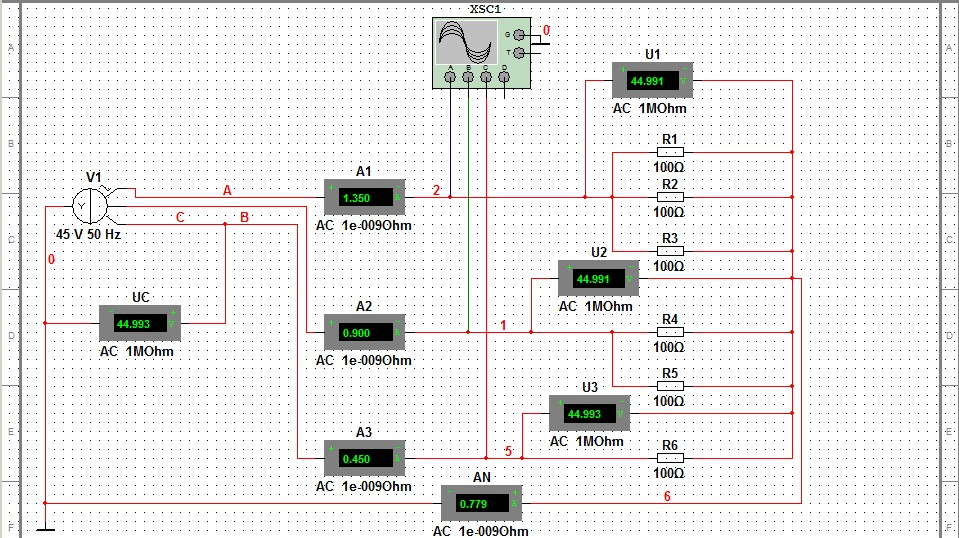 XSC1
G
T
A B C D
0
U1
+ -
44.991 V
AC 1MOhm
A
A
B
B
R1
100Ω
V1
Y
45 V 50 Hz
A
A1
+ -
1.350 A
AC 1e-009Ohm
2
R2
100Ω
C
B
C
C
R3
100Ω
0
U2
+ -
44.991 V
AC 1MOhm
UC
- +
44.993 V
AC 1MOhm
A2
+ -
0.900 A
AC 1e-009Ohm
1
R4
100Ω
D
D
R5
100Ω
U3
+ -
44.993 V
AC 1MOhm
E
E
A3
+ -
0.450 A
AC 1e-009Ohm
5
R6
100Ω
AN
- +
0.779 A
AC 1e-009Ohm
6
F
F